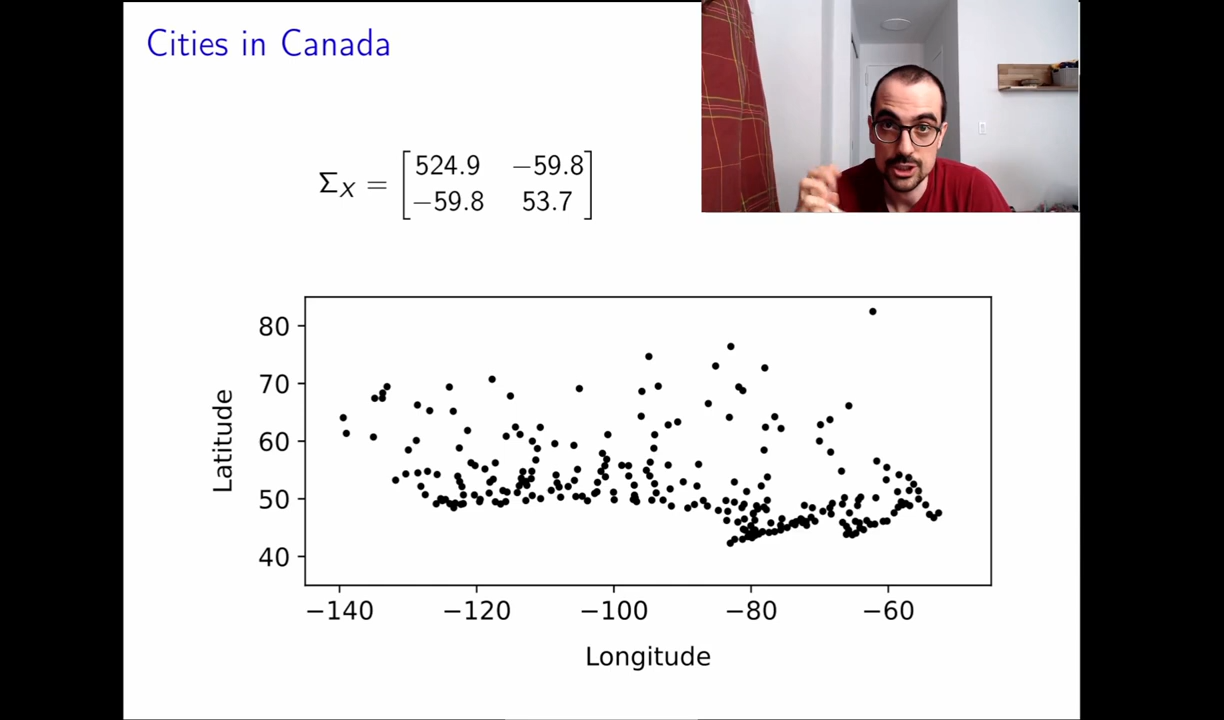 Cities in Canada
Σ_X = [524.9 −59.8
−59.8 53.7]
80
70
60
50
40
Latitude
−140 −120 −100 −80 −60
Longitude